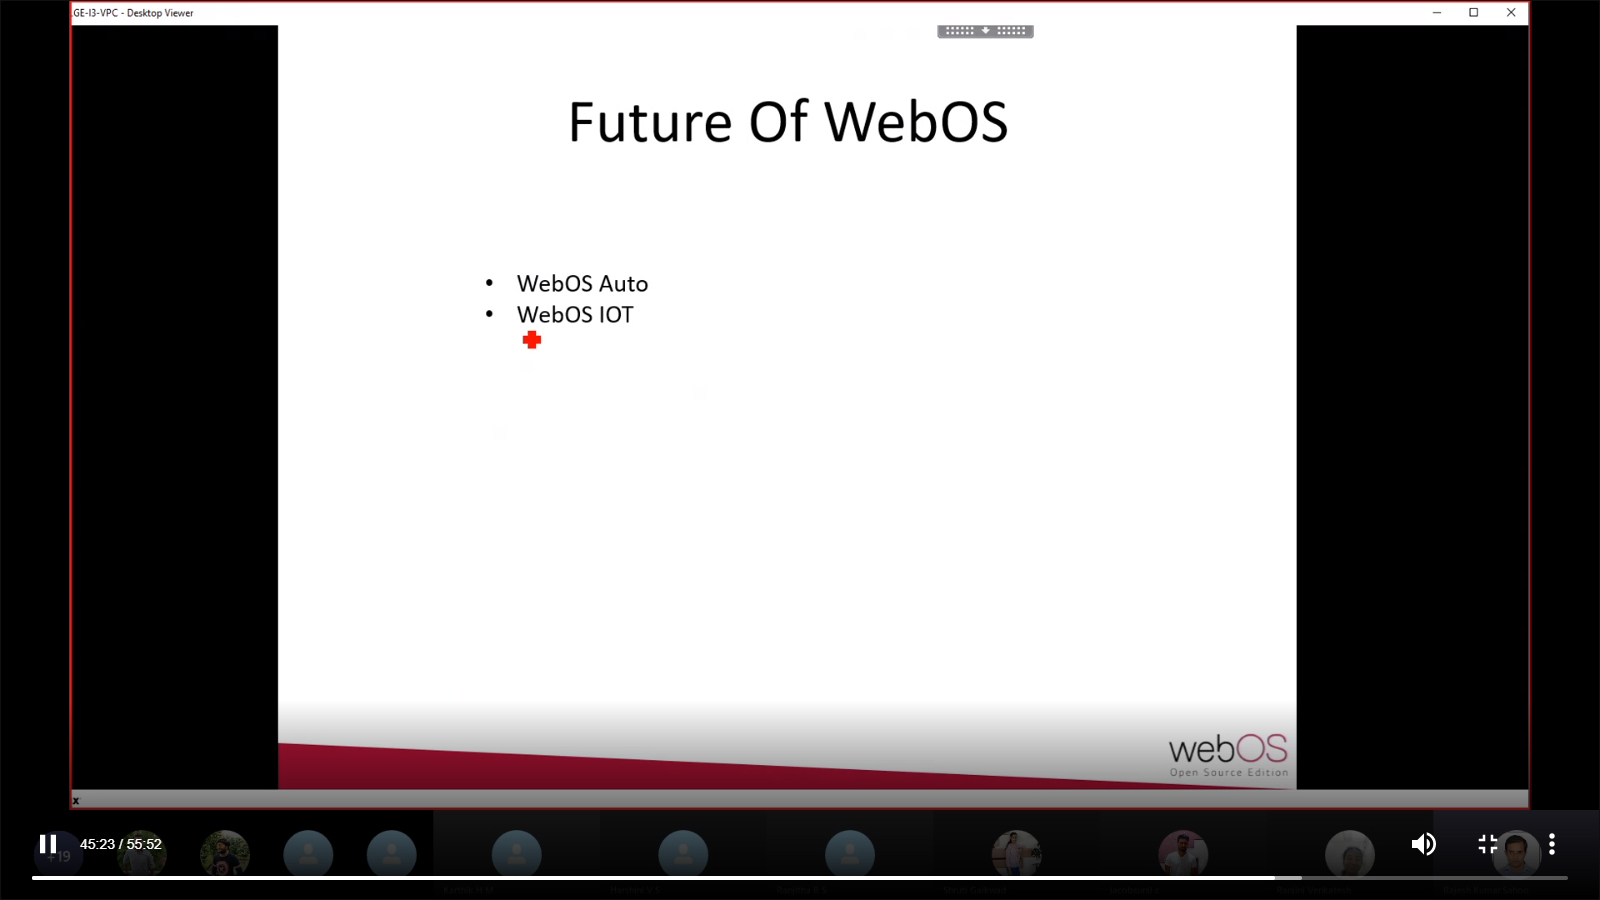 .GE-I3-VPC - Desktop Viewer
Future Of WebOS
• WebOS Auto
• WebOS IOT
webOS
Open Source Edition
x
45:23 / 55:52
+19